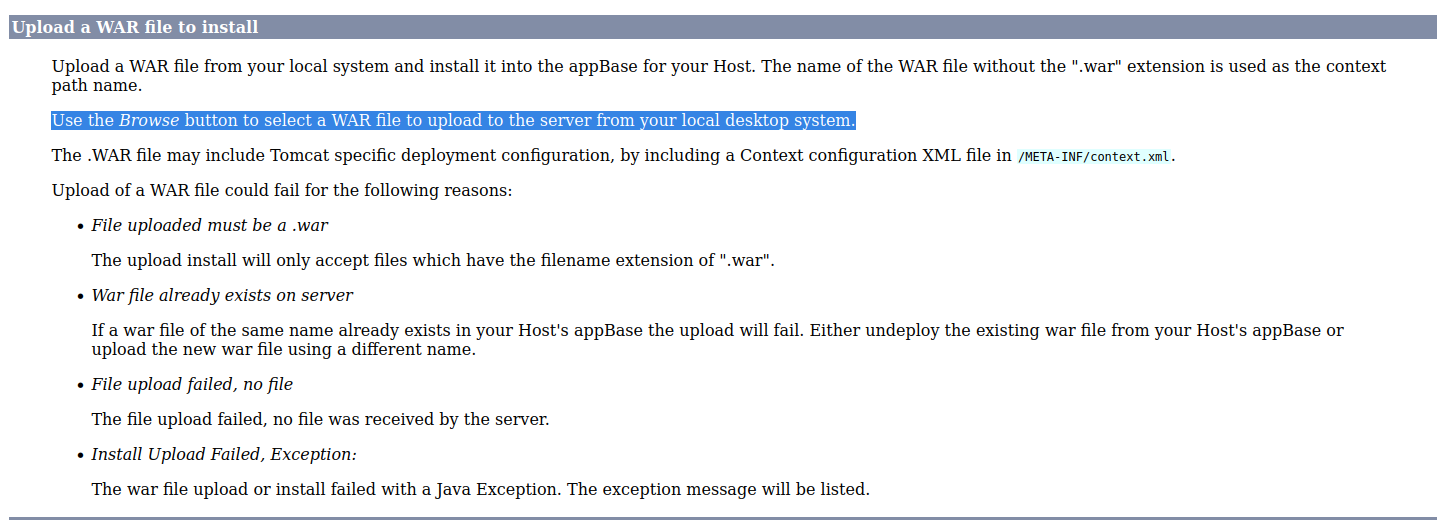 Upload a WAR file to install
Upload a WAR file from your local system and install it into the appBase for your Host. The name of the WAR file without the ".war" extension is used as the context
path name.
Use the Browse button to select a WAR file to upload to the server from your local desktop system.
The .WAR file may include Tomcat specific deployment configuration, by including a Context configuration XML file in /META-INF/context.xml.
Upload of a WAR file could fail for the following reasons:
• File uploaded must be a .war
The upload install will only accept files which have the filename extension of ".war".
• War file already exists on server
If a war file of the same name already exists in your Host's appBase the upload will fail. Either undeploy the existing war file from your Host's appBase or
upload the new war file using a different name.
• File upload failed, no file
The file upload failed, no file was received by the server.
• Install Upload Failed, Exception:
The war file upload or install failed with a Java Exception. The exception message will be listed.